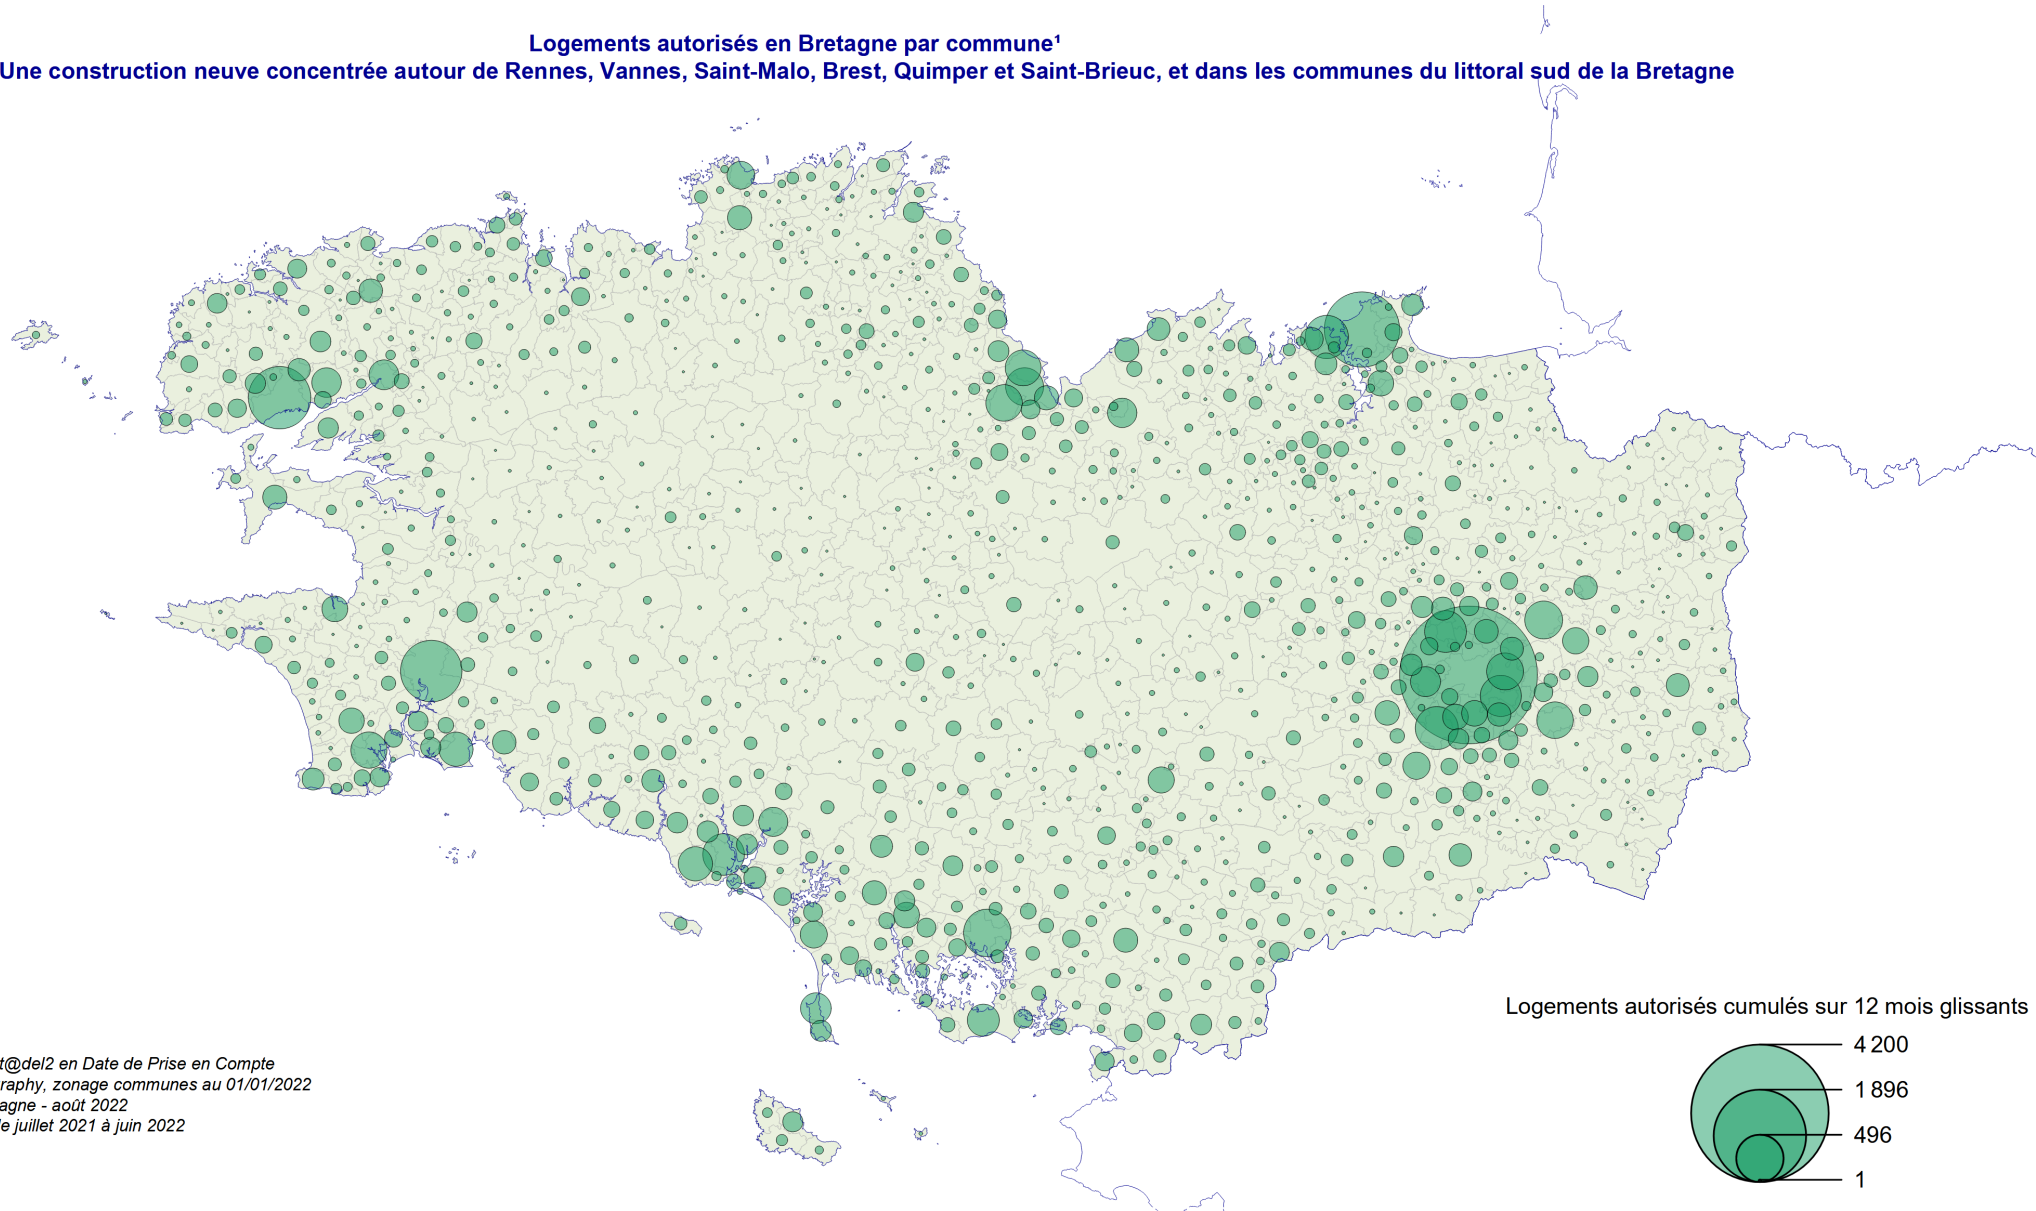 Logements autorisés en Bretagne par commune¹
Une construction neuve concentrée autour de Rennes, Vannes, Saint-Malo, Brest, Quimper et Saint-Brieuc, et dans les communes du littoral sud de la Bretagne
Logements autorisés cumulés sur 12 mois glissants
4 200
1 896
496
1
t@del2 en Date de Prise en Compte
raphy, zonage communes au 01/01/2022
agne - août 2022
le juillet 2021 à juin 2022